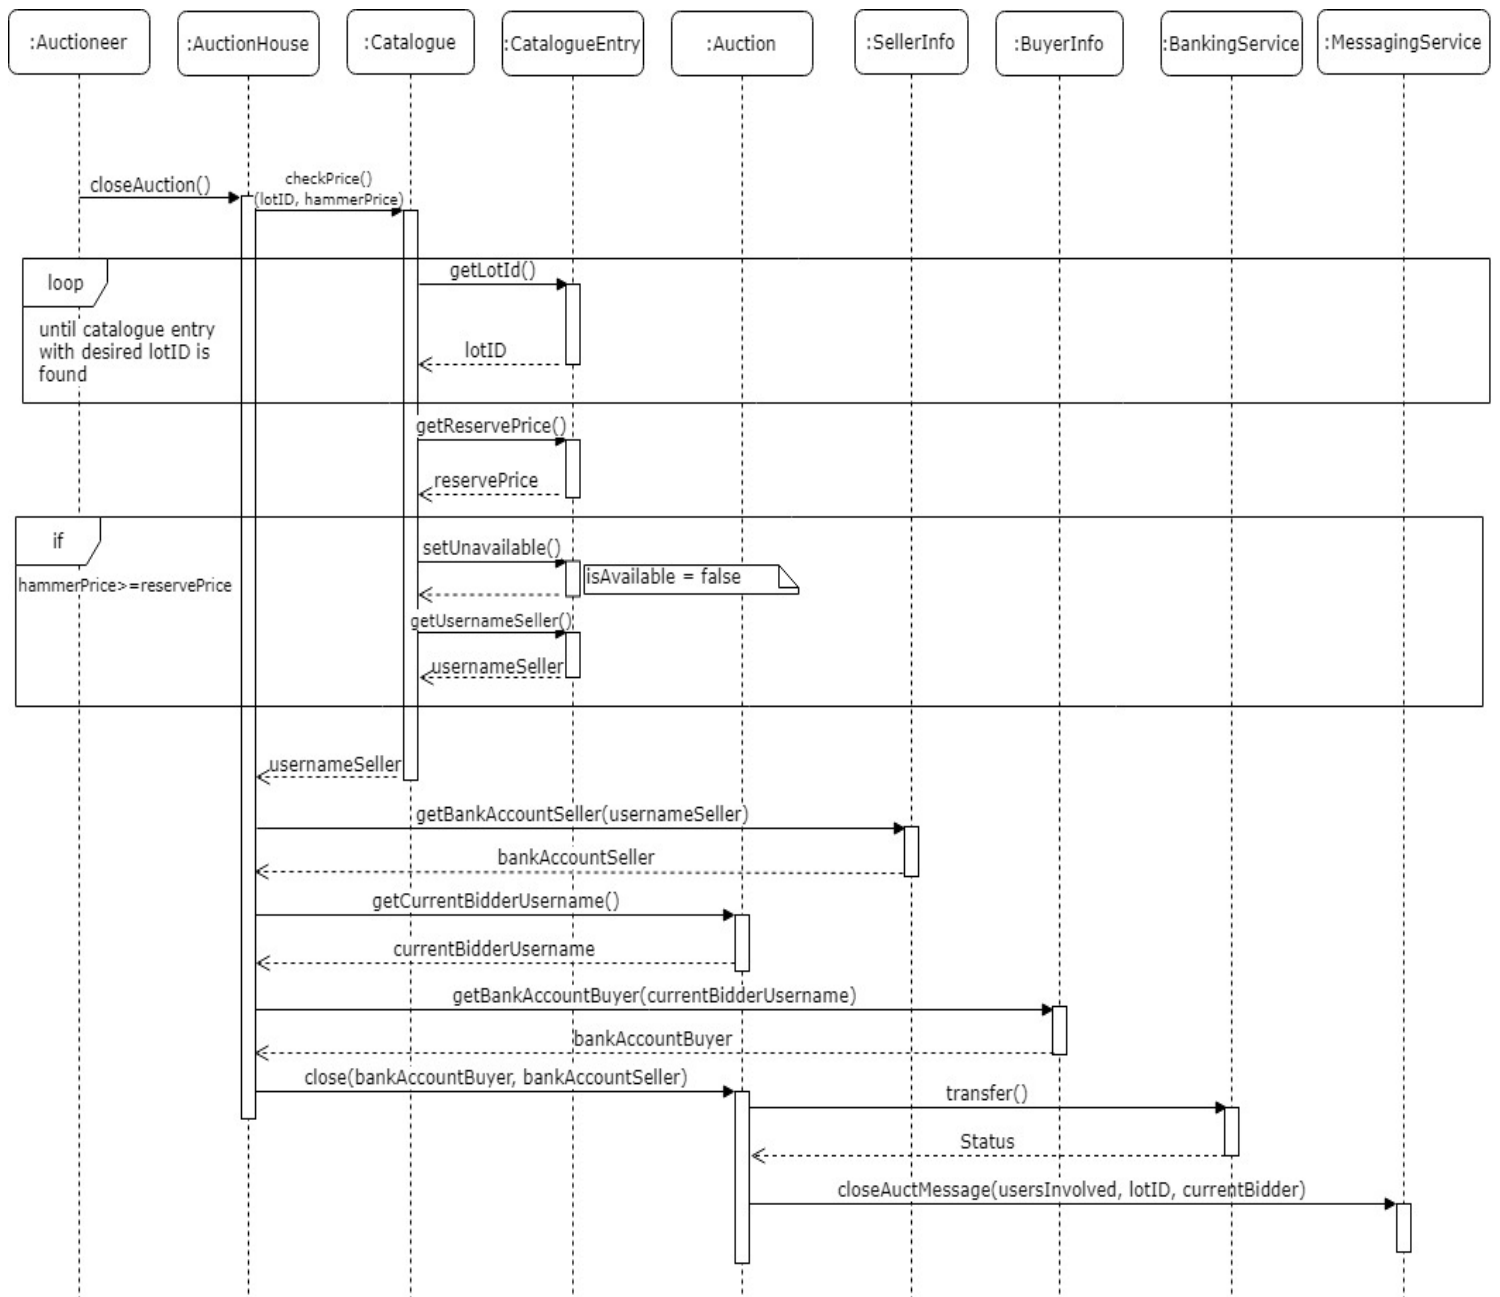 :Auctioneer
:AuctionHouse
:Catalogue
:CatalogueEntry
:Auction
:SellerInfo
:BuyerInfo
:BankingService
:MessagingService
closeAuction()
checkPrice()
(lotID, hammerPrice)
loop
until catalogue entry
with desired lotID is
found
getLotId()
lotID
getReservePrice()
reservePrice
if
hammerPrice>=reservePrice
setUnavailable()
isAvailable = false
getUsernameSeller()
usernameSeller
usernameSeller
getBankAccountSeller(usernameSeller)
bankAccountSeller
getCurrentBidderUsername()
currentBidderUsername
getBankAccountBuyer(currentBidderUsername)
bankAccountBuyer
close(bankAccountBuyer, bankAccountSeller)
transfer()
Status
closeAuctMessage(usersInvolved, lotID, currentBidder)